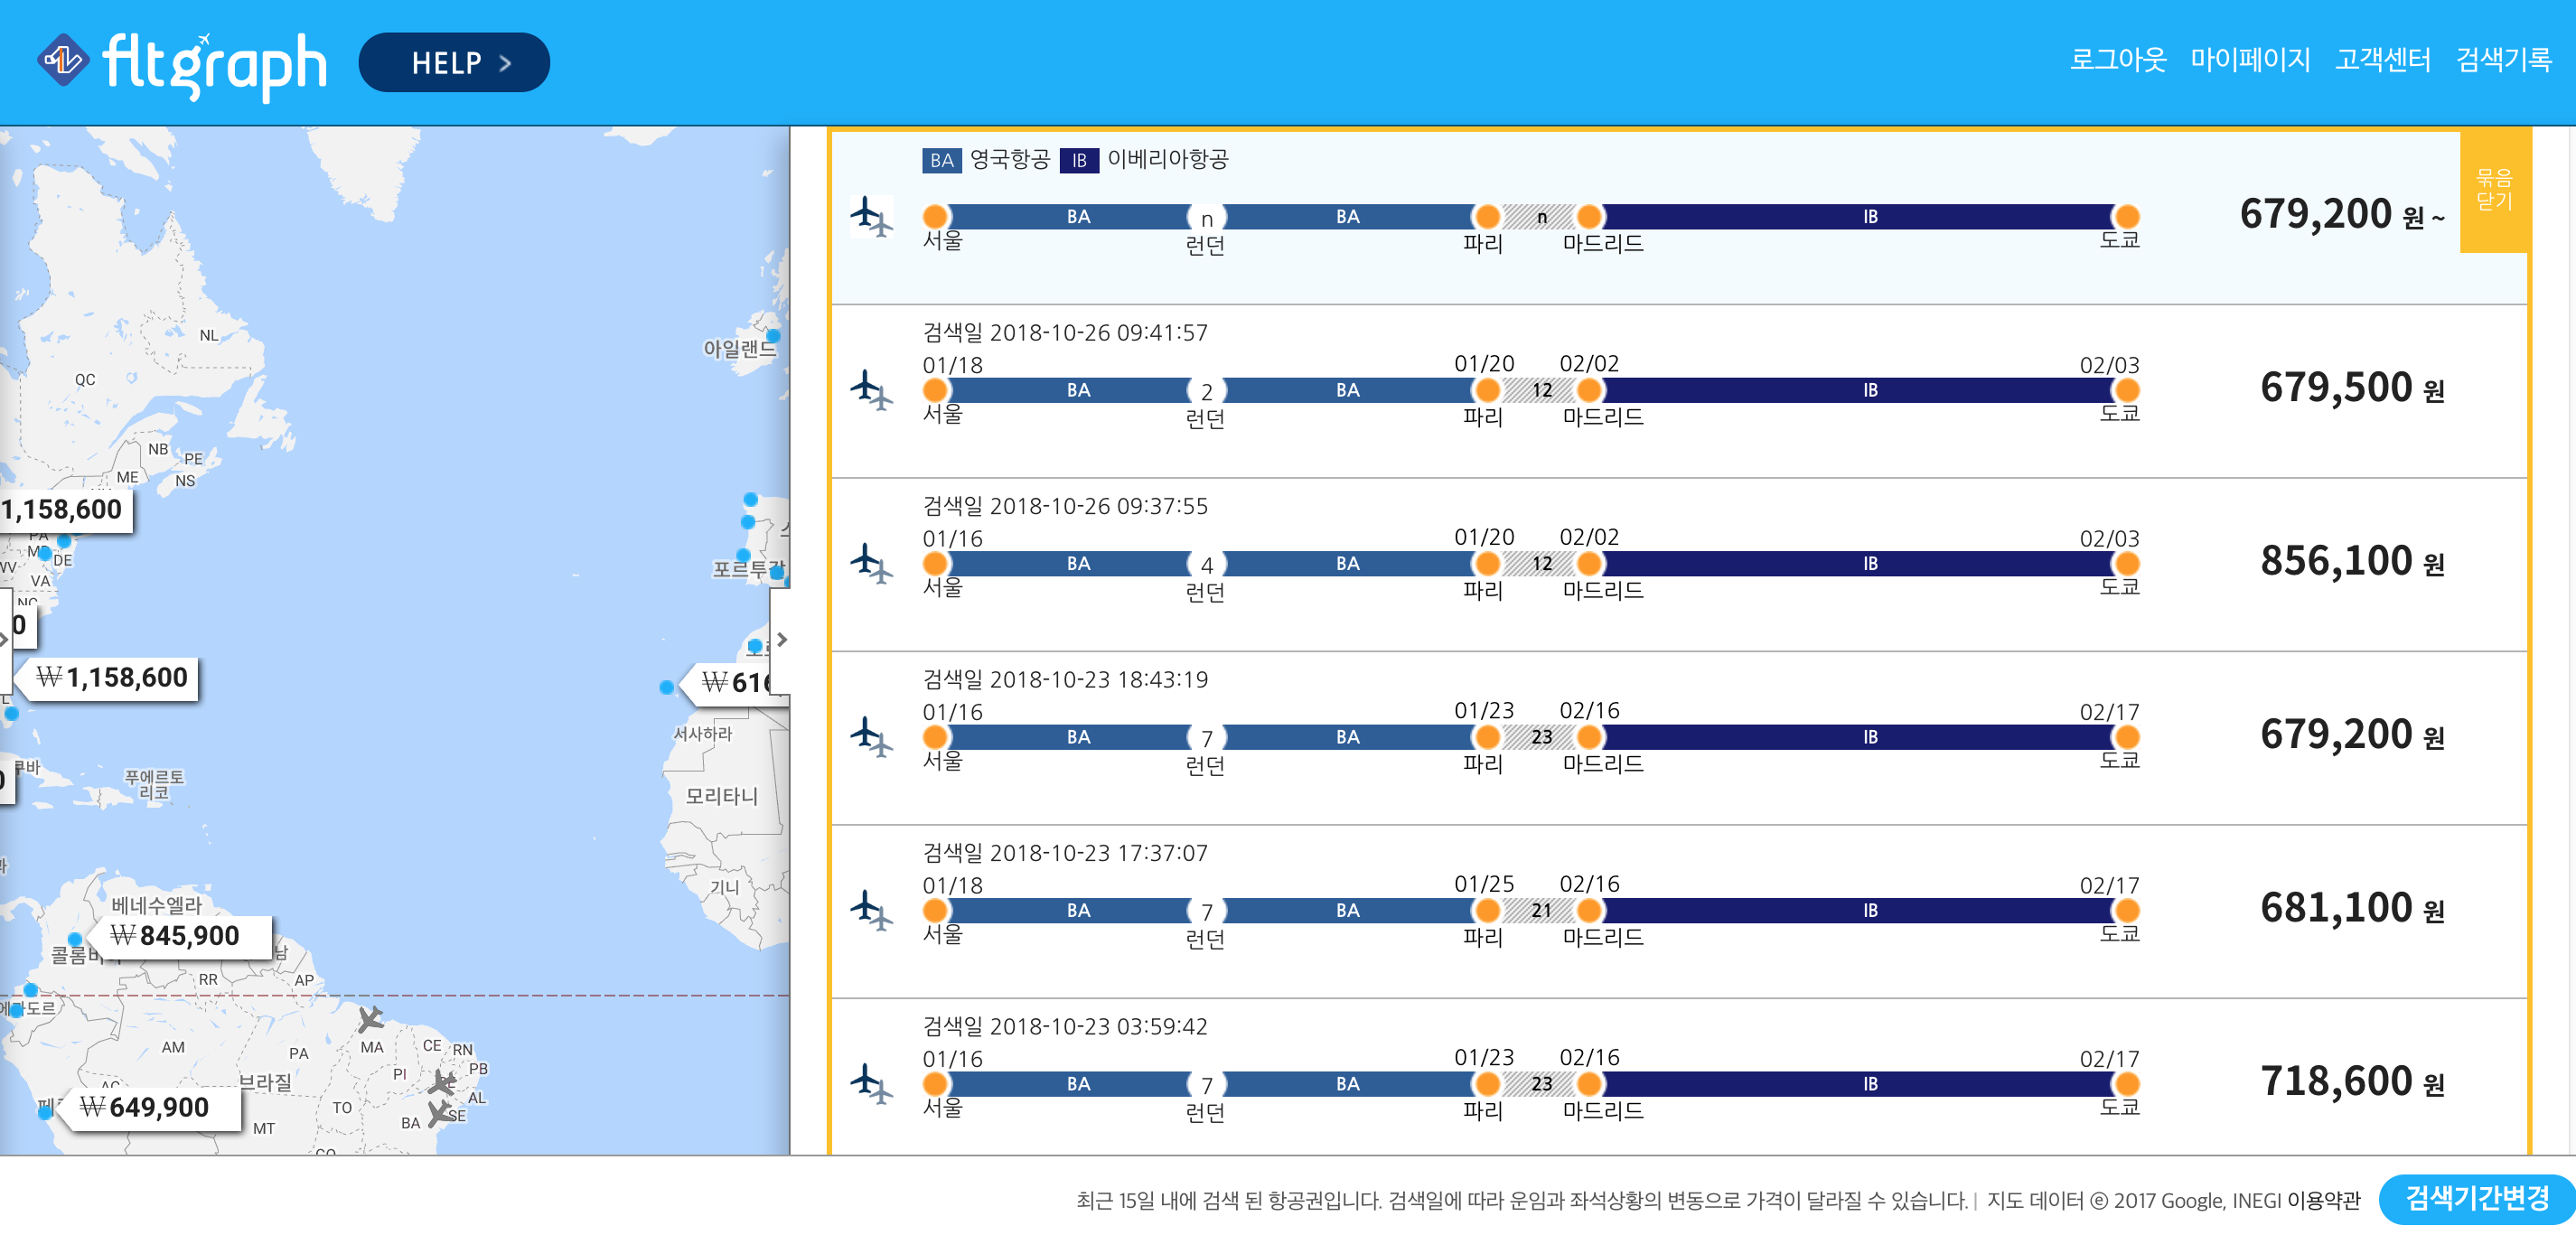 fltgraph HELP > 로그아웃 마이페이지 고객센터 검색기록
NL
QC
NB
PE
ME
NS
1,158,600
PA
DE
WV
VA
NC
0
₩1,158,600
푸에르토
리코
베네수엘라
₩845,900
RR
AP
AM
PA
MA
CE
RN
PB
PI
브라질
AL
TO
₩649,900
BA
SE
MT
아일랜드
서사하라
모리타니
기니
BA 영국항공 IB 이베리아항공
BA n BA n IB
서울 런던 파리 마드리드 도쿄
679,200 원 ~
묶음
닫기
검색일 2018-10-26 09:41:57
01/18 01/20 02/02 02/03
BA 2 BA 12 IB
서울 런던 파리 마드리드 도쿄
679,500 원
검색일 2018-10-26 09:37:55
01/16 01/20 02/02 02/03
BA 4 BA 12 IB
서울 런던 파리 마드리드 도쿄
856,100 원
검색일 2018-10-23 18:43:19
01/16 01/23 02/16 02/17
BA 7 BA 23 IB
서울 런던 파리 마드리드 도쿄
679,200 원
검색일 2018-10-23 17:37:07
01/18 01/25 02/16 02/17
BA 7 BA 21 IB
서울 런던 파리 마드리드 도쿄
681,100 원
검색일 2018-10-23 03:59:42
01/16 01/23 02/16 02/17
BA 7 BA 23 IB
서울 런던 파리 마드리드 도쿄
718,600 원
최근 15일 내에 검색 된 항공권입니다. 검색일에 따라 운임과 좌석상황의 변동으로 가격이 달라질 수 있습니다. | 지도 데이터 ⓒ 2017 Google, INEGI 이용약관 검색기간변경